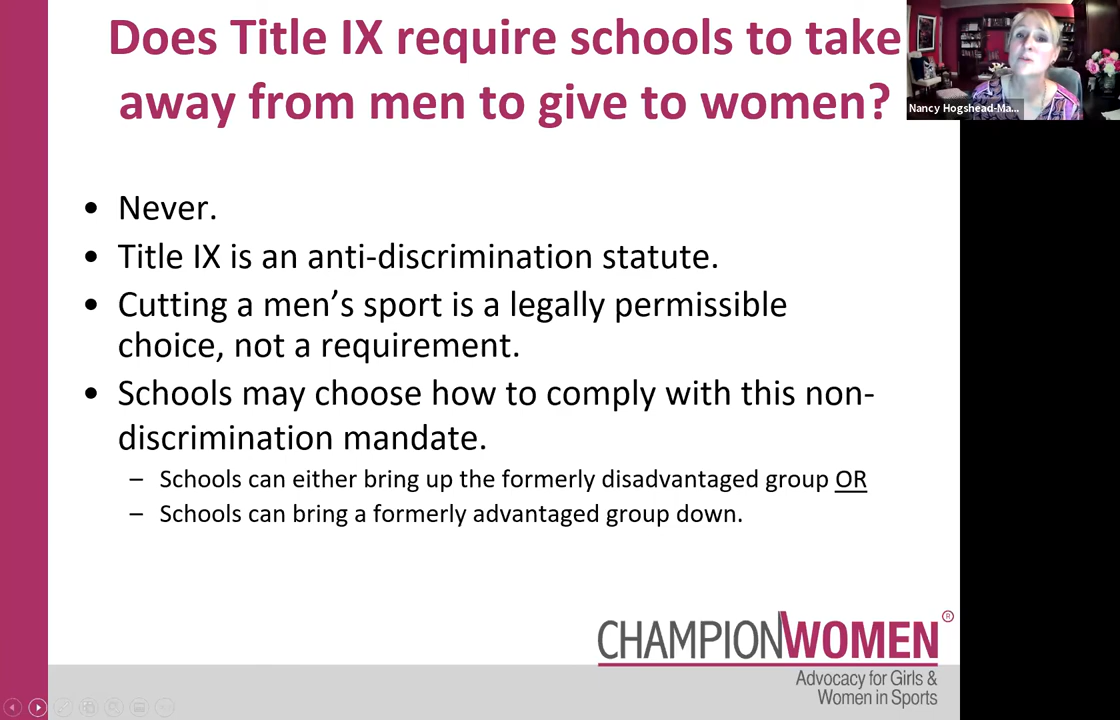 Does Title IX require schools to take
away from men to give to women?
Nancy Hogshead-Ma...
• Never.
• Title IX is an anti-discrimination statute.
• Cutting a men’s sport is a legally permissible
choice, not a requirement.
• Schools may choose how to comply with this non-
discrimination mandate.
– Schools can either bring up the formerly disadvantaged group OR
– Schools can bring a formerly advantaged group down.
CHAMPIONWOMEN®
Advocacy for Girls &
Women in Sports